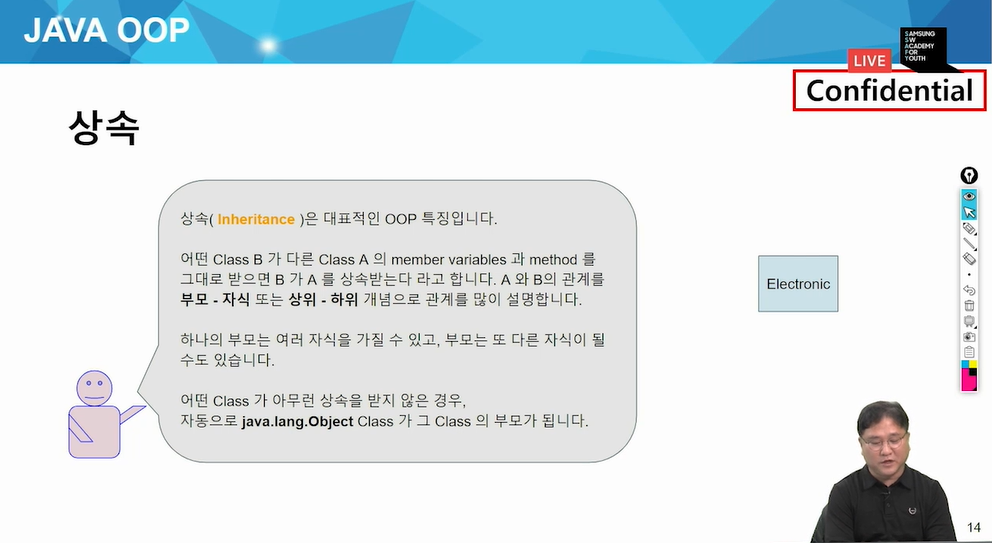 JAVA OOP
SAMSUNG
SW
ACADEMY
FOR
YOUTH
LIVE
Confidential
상속
상속( Inheritance )은 대표적인 OOP 특징입니다.
어떤 Class B 가 다른 Class A 의 member variables 과 method 를
그대로 받으면 B 가 A 를 상속받는다 라고 합니다. A 와 B의 관계를
부모 - 자식 또는 상위 - 하위 개념으로 관계를 많이 설명합니다.
하나의 부모는 여러 자식을 가질 수 있고, 부모는 또 다른 자식이 될
수도 있습니다.
어떤 Class 가 아무런 상속을 받지 않은 경우,
자동으로 java.lang.Object Class 가 그 Class 의 부모가 됩니다.
Electronic
14